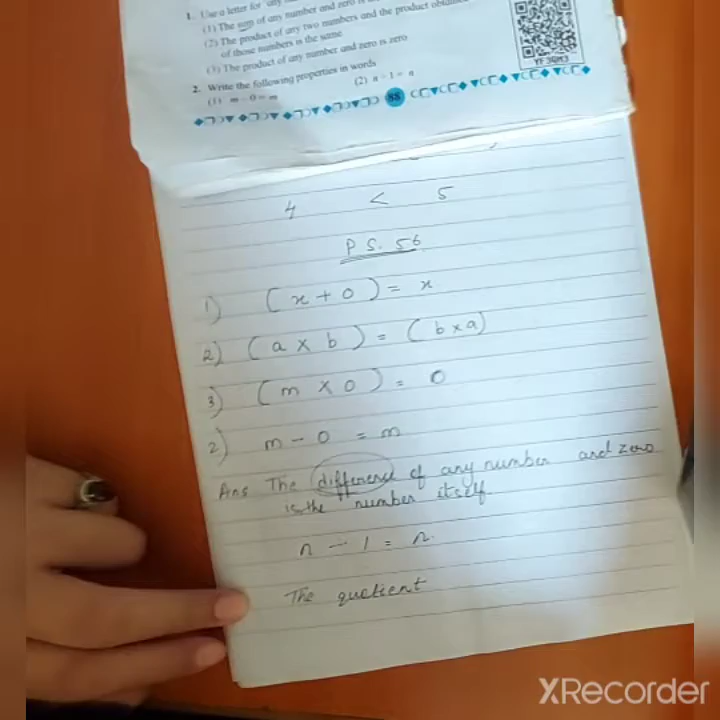 1. Use a letter for any
(1) The sum of any number and zero is
(2) The product of any two numbers and the product obtained
of those numbers is the same
(3) The product of any number and zero is zero
2. Write the following properties in words
(1) m - 0 = m (2) n ÷ 1 = n
YF3QM3
88
4 < 5
P S. 56
1) (x + 0) = x
2) (a × b) = (b × a)
3) (m × 0) = 0
2) m - 0 = m
Ans The difference of any number and zero
is the number itself
n - 1 = n.
The quotient
XRecorder